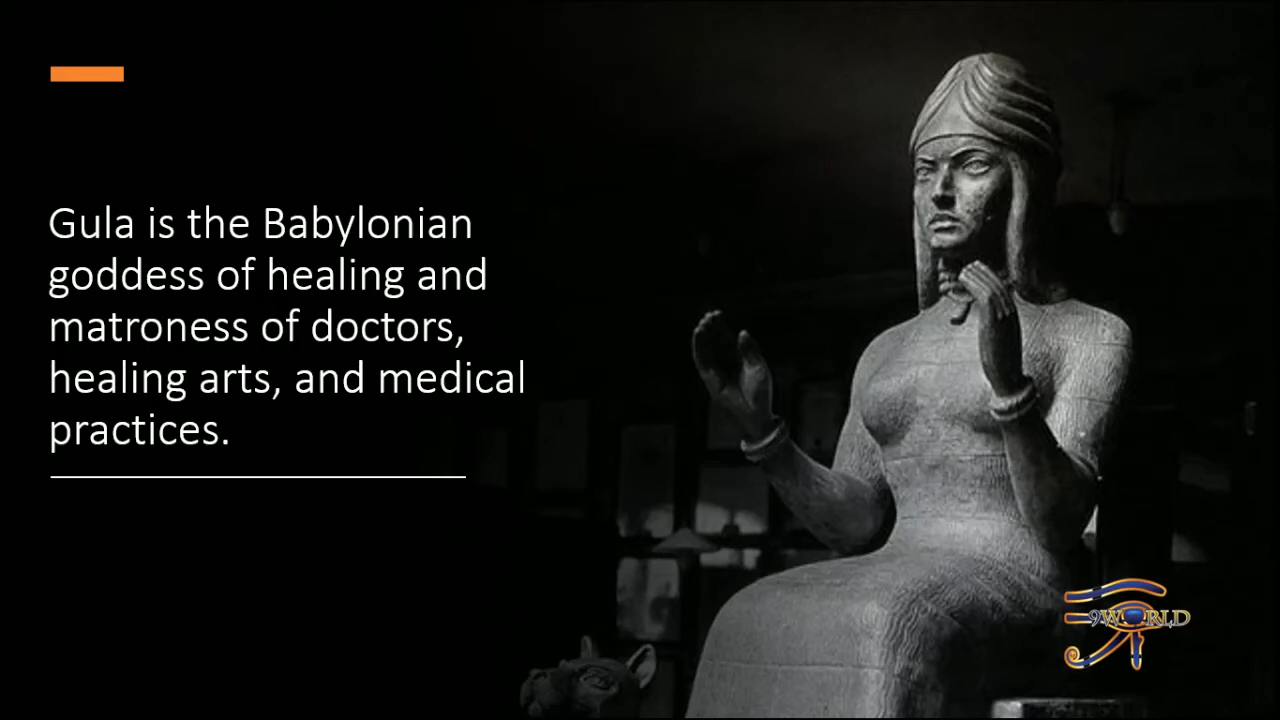 Gula is the Babylonian
goddess of healing and
matroness of doctors,
healing arts, and medical
practices.
9WORLD